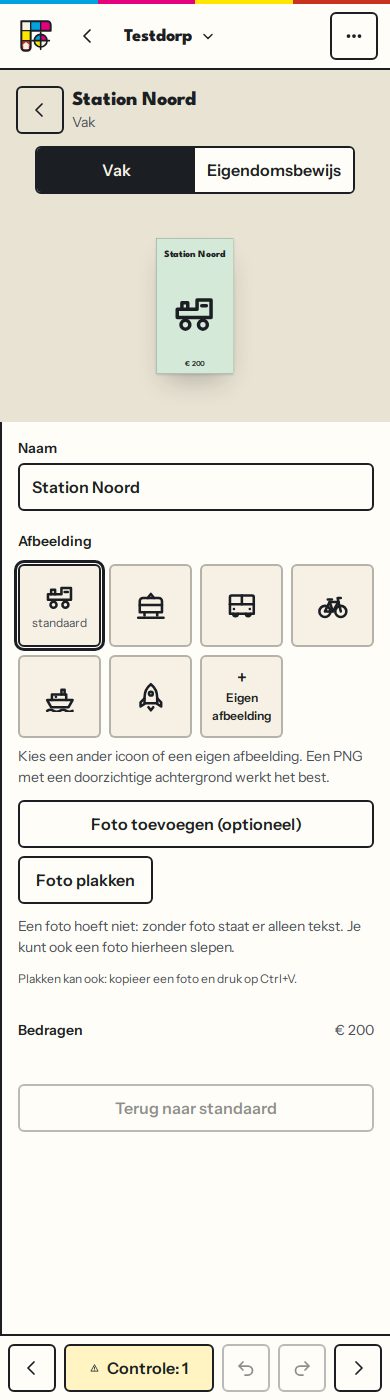 Testdorp
Station Noord
Vak
Vak
Eigendomsbewijs
Station Noord
€ 200
Naam
Station Noord
Afbeelding
standaard
+
Eigen
afbeelding
Kies een ander icoon of een eigen afbeelding. Een PNG
met een doorzichtige achtergrond werkt het best.
Foto toevoegen (optioneel)
Foto plakken
Een foto hoeft niet: zonder foto staat er alleen tekst. Je
kunt ook een foto hierheen slepen.
Plakken kan ook: kopieer een foto en druk op Ctrl+V.
Bedragen € 200
Terug naar standaard
Controle: 1